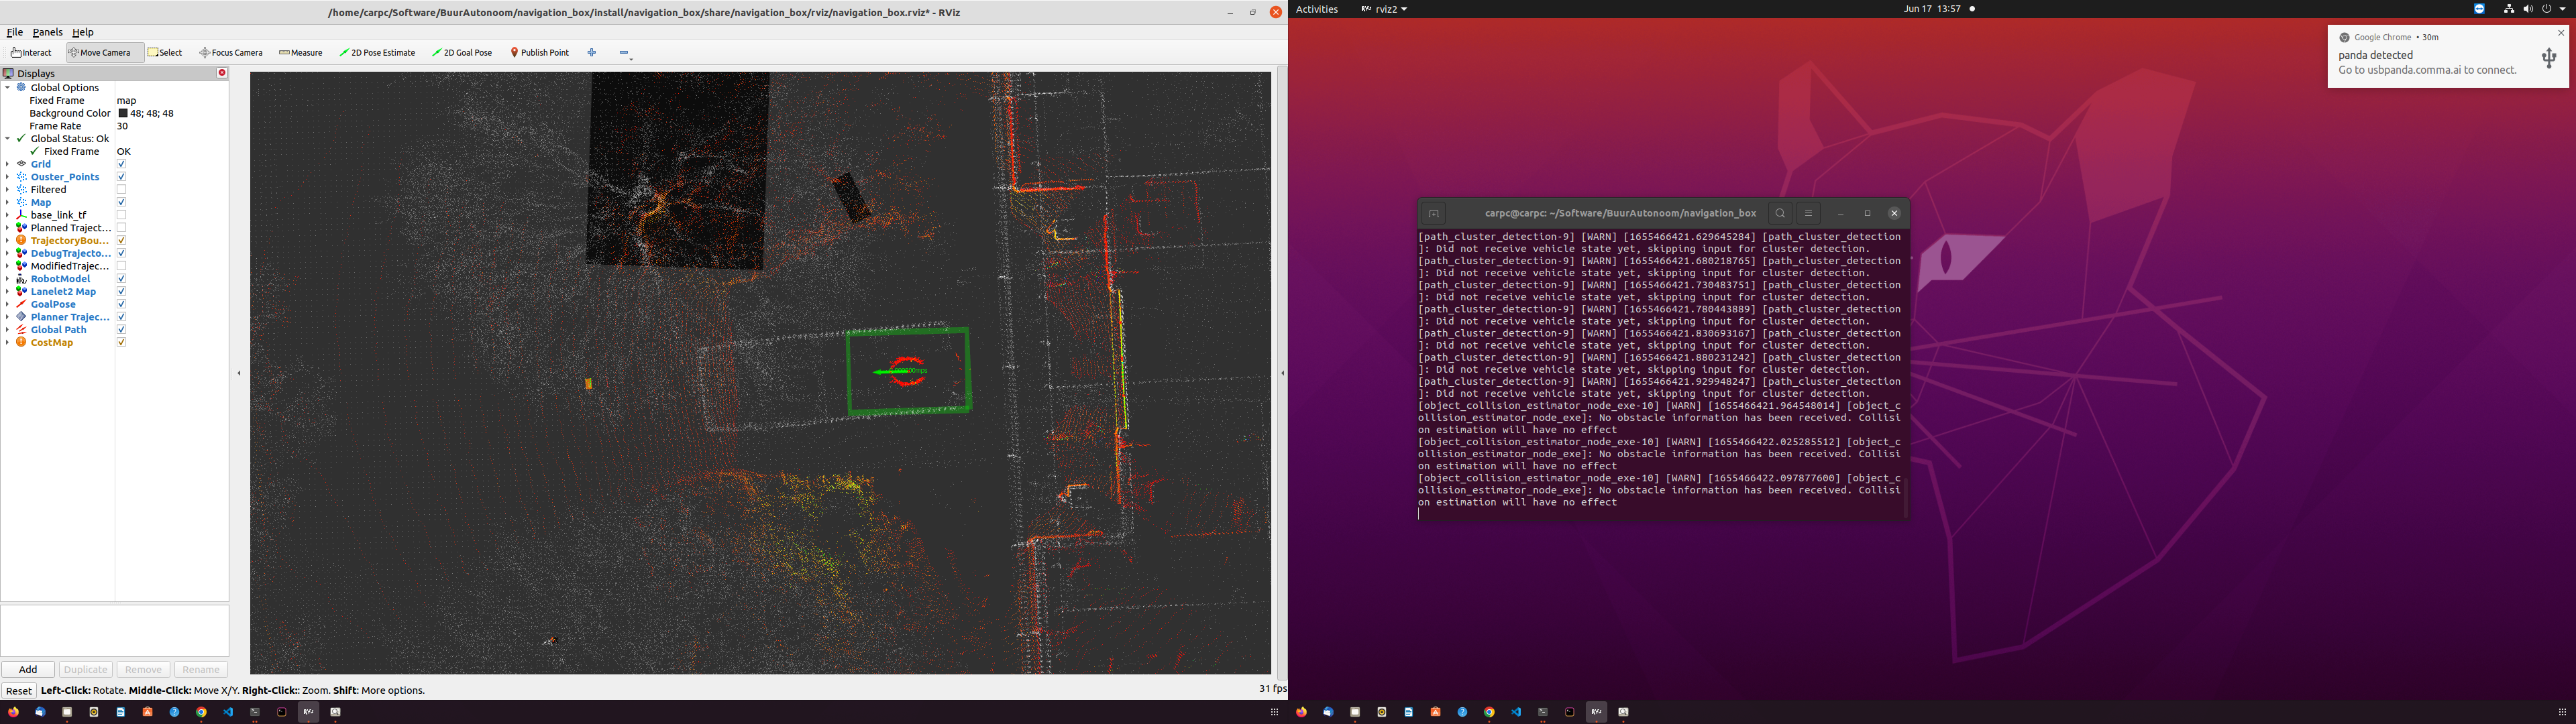 /home/carpc/Software/BuurAutonoom/navigation_box/install/navigation_box/share/navigation_box/rviz/navigation_box.rviz* - RViz
File Panels Help
Interact Move Camera Select Focus Camera Measure 2D Pose Estimate 2D Goal Pose Publish Point
Displays
Global Options
Fixed Frame map
Background Color 48; 48; 48
Frame Rate 30
Global Status: Ok
Fixed Frame OK
Grid
Ouster_Points
Filtered
Map
base_link_tf
Planned Traject...
TrajectoryBou...
DebugTrajecto...
ModifiedTrajec...
RobotModel
Lanelet2 Map
GoalPose
Planner Trajec...
Global Path
CostMap
Add Duplicate Remove Rename
Reset Left-Click: Rotate. Middle-Click: Move X/Y. Right-Click:: Zoom. Shift: More options.
31 fps
Activities rviz2 Jun 17 13:57
Google Chrome • 30m
panda detected
Go to usbpanda.comma.ai to connect.
carpc@carpc: ~/Software/BuurAutonoom/navigation_box
[path_cluster_detection-9] [WARN] [1655466421.629645284] [path_cluster_detection
]: Did not receive vehicle state yet, skipping input for cluster detection.
[path_cluster_detection-9] [WARN] [1655466421.680218765] [path_cluster_detection
]: Did not receive vehicle state yet, skipping input for cluster detection.
[path_cluster_detection-9] [WARN] [1655466421.730483751] [path_cluster_detection
]: Did not receive vehicle state yet, skipping input for cluster detection.
[path_cluster_detection-9] [WARN] [1655466421.780443889] [path_cluster_detection
]: Did not receive vehicle state yet, skipping input for cluster detection.
[path_cluster_detection-9] [WARN] [1655466421.830693167] [path_cluster_detection
]: Did not receive vehicle state yet, skipping input for cluster detection.
[path_cluster_detection-9] [WARN] [1655466421.880231242] [path_cluster_detection
]: Did not receive vehicle state yet, skipping input for cluster detection.
[path_cluster_detection-9] [WARN] [1655466421.929948247] [path_cluster_detection
]: Did not receive vehicle state yet, skipping input for cluster detection.
[object_collision_estimator_node_exe-10] [WARN] [1655466421.964548014] [object_c
ollision_estimator_node_exe]: No obstacle information has been received. Collisi
on estimation will have no effect
[object_collision_estimator_node_exe-10] [WARN] [1655466422.025285512] [object_c
ollision_estimator_node_exe]: No obstacle information has been received. Collisi
on estimation will have no effect
[object_collision_estimator_node_exe-10] [WARN] [1655466422.097877600] [object_c
ollision_estimator_node_exe]: No obstacle information has been received. Collisi
on estimation will have no effect